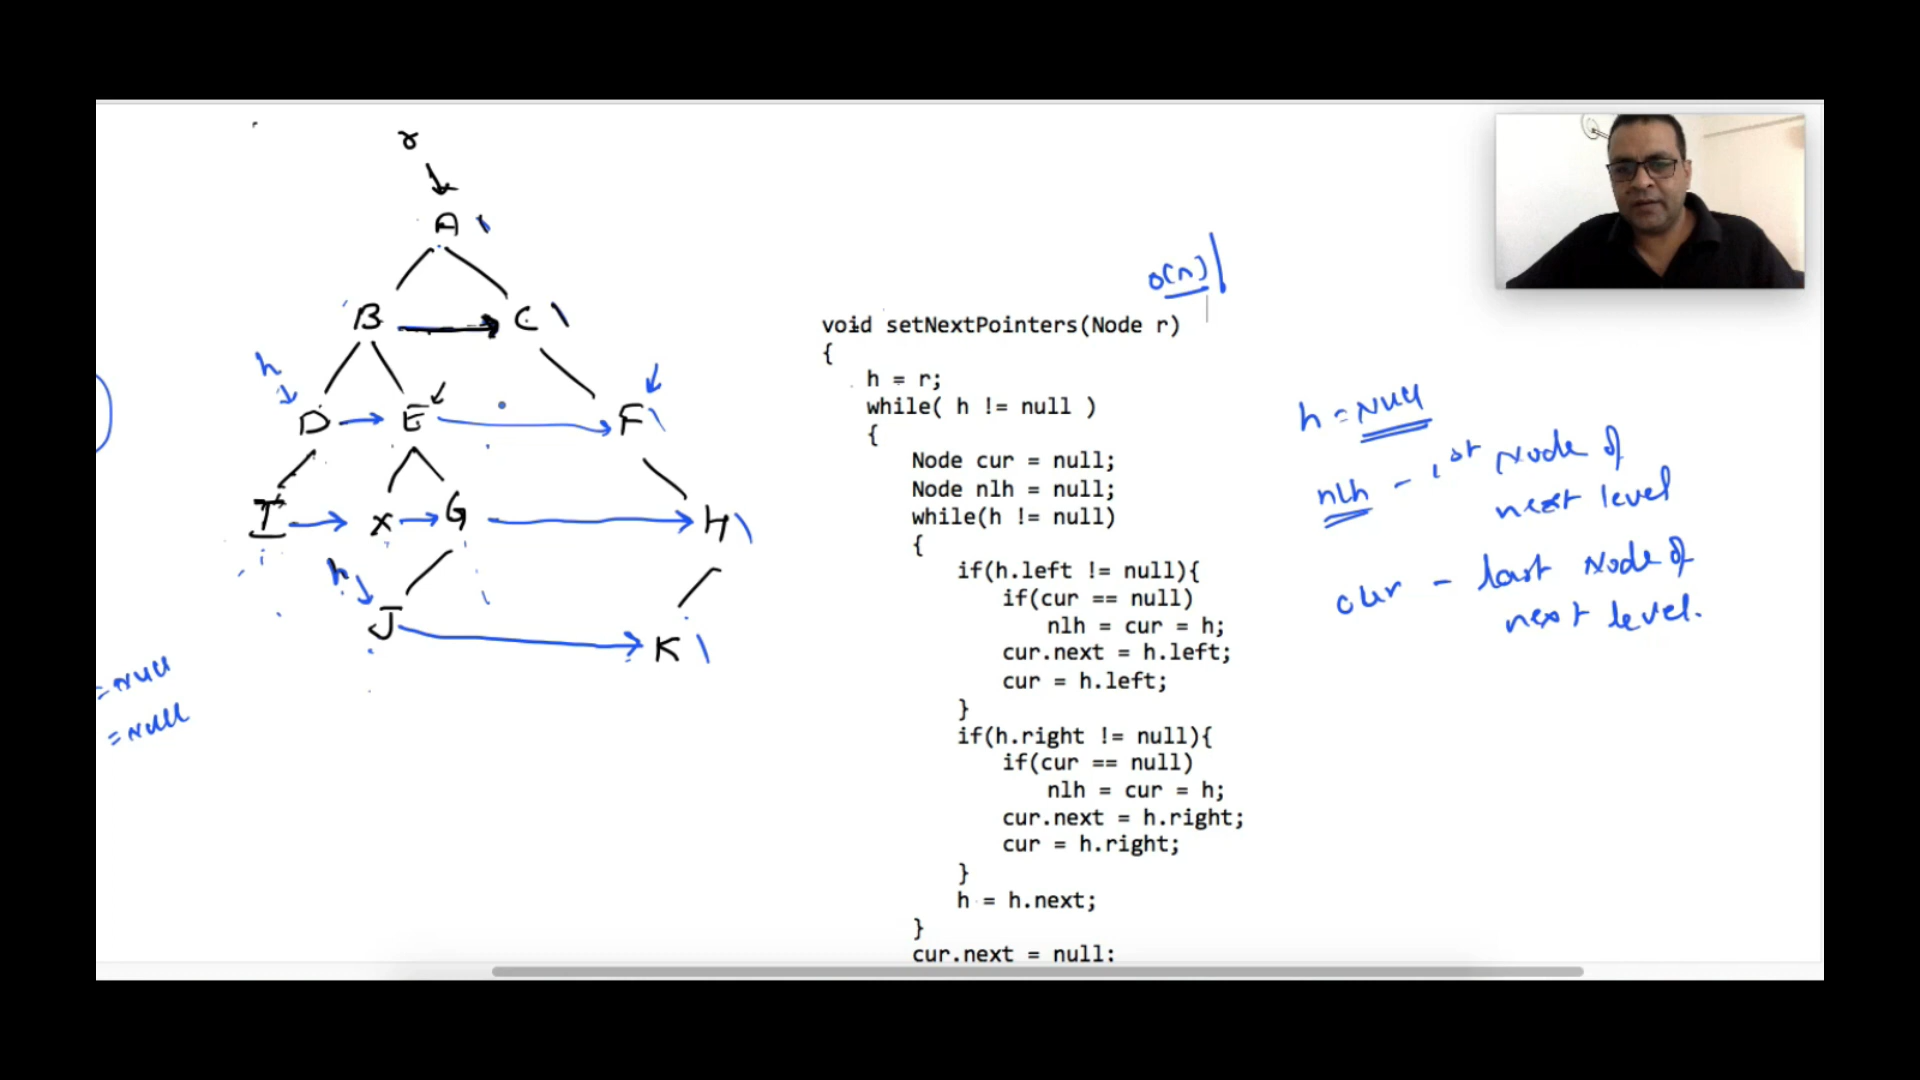 r
A \
B C \
h
D E F \
I X G H \
h
J K \
= NULL
= NULL
O(n)
void setNextPointers(Node r)
{
h = r;
while( h != null )
{
Node cur = null;
Node nlh = null;
while(h != null)
{
if(h.left != null){
if(cur == null)
nlh = cur = h;
cur.next = h.left;
cur = h.left;
}
if(h.right != null){
if(cur == null)
nlh = cur = h;
cur.next = h.right;
cur = h.right;
}
h = h.next;
}
cur.next = null;
h = NULL
nlh - 1st Node of
next level
cur - last Node of
next level.